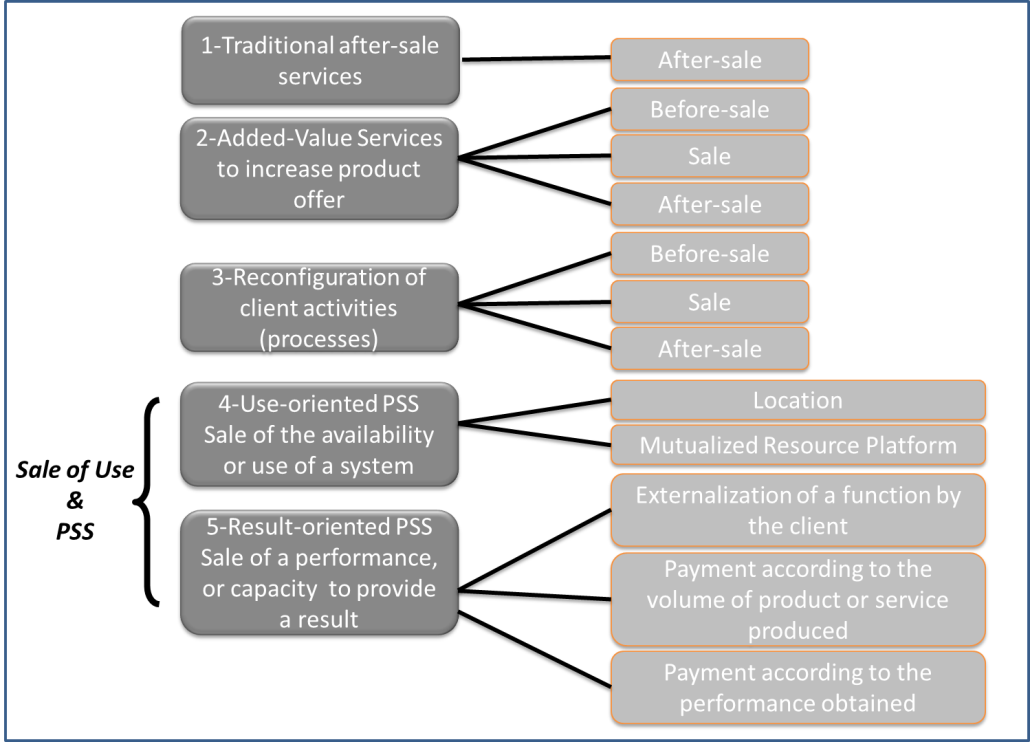 1-Traditional after-sale
services
After-sale
2-Added-Value Services
to increase product
offer
Before-sale
Sale
After-sale
3-Reconfiguration of
client activities
(processes)
Before-sale
Sale
After-sale
Sale of Use
&
PSS
4-Use-oriented PSS
Sale of the availability
or use of a system
Location
Mutualized Resource Platform
5-Result-oriented PSS
Sale of a performance,
or capacity to provide
a result
Externalization of a function by
the client
Payment according to the
volume of product or service
produced
Payment according to the
performance obtained